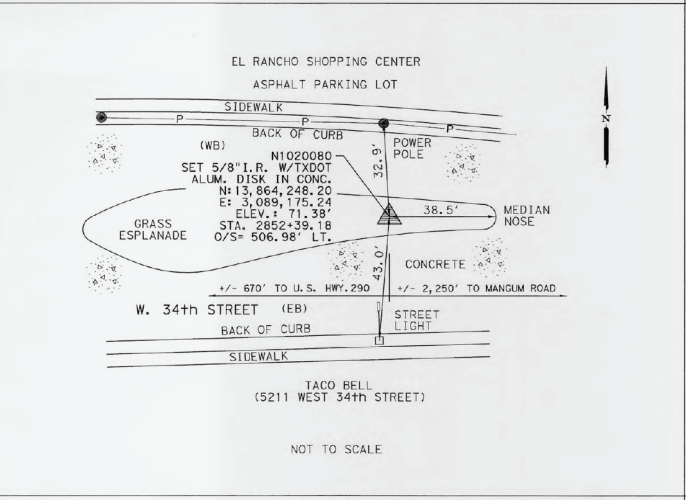 EL RANCHO SHOPPING CENTER
ASPHALT PARKING LOT
SIDEWALK
P
P
P
BACK OF CURB
(WB)
POWER
POLE
N
N1020080
SET 5/8"I.R. W/TXDOT
ALUM. DISK IN CONC.
N:13,864,248.20
E: 3,089,175.24
ELEV.: 71.38'
STA. 2852+39.18
O/S= 506.98' LT.
32.9'
38.5'
MEDIAN
NOSE
GRASS
ESPLANADE
43.0'
CONCRETE
+/- 670' TO U.S. HWY.290
+/- 2,250' TO MANGUM ROAD
W. 34th STREET (EB)
STREET
LIGHT
BACK OF CURB
SIDEWALK
TACO BELL
(5211 WEST 34th STREET)
NOT TO SCALE